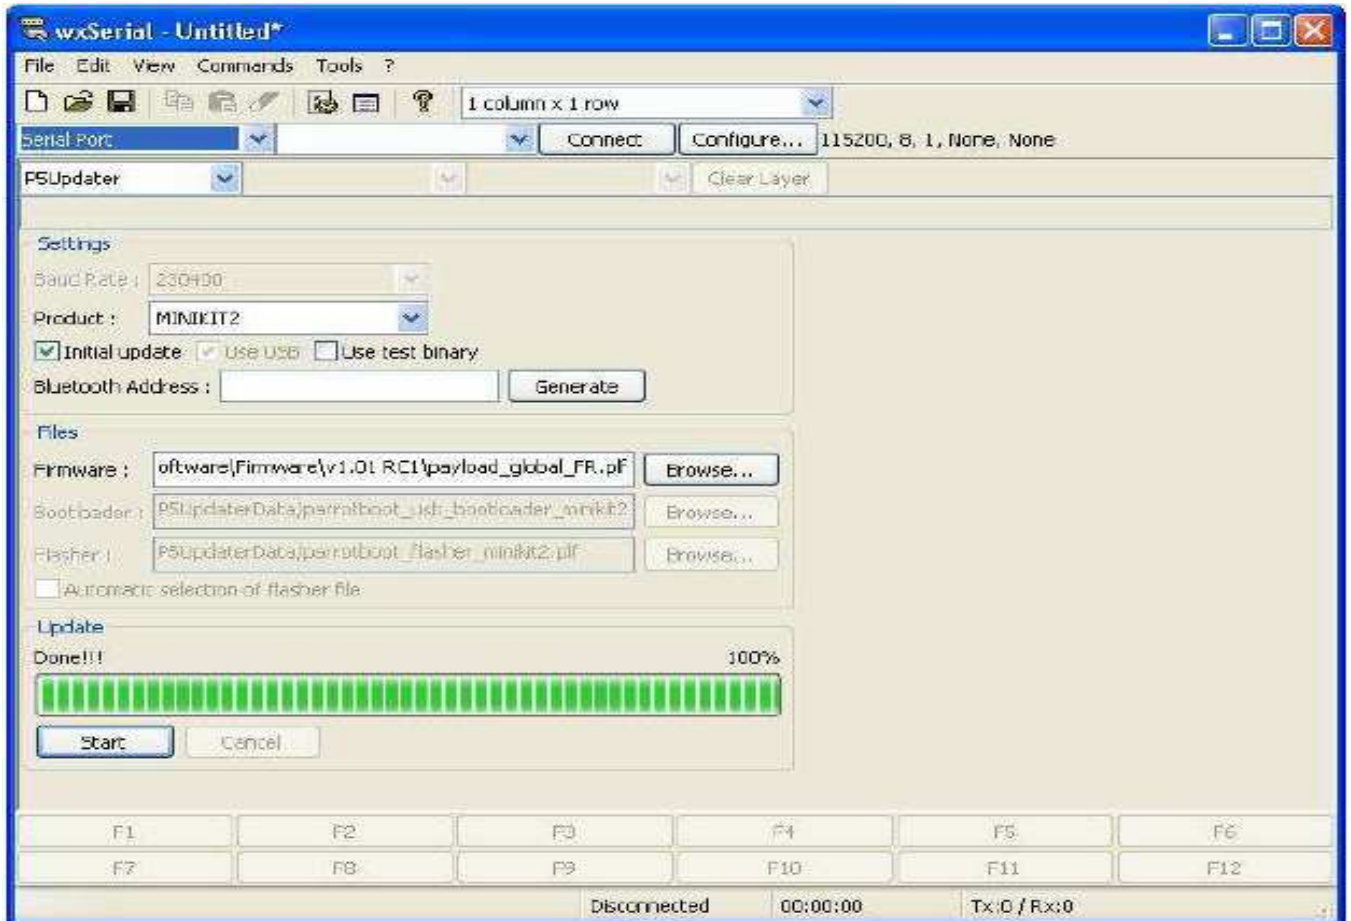 wxSerial - Untitled*
File Edit View Commands Tools ?
1 column x 1 row
Serial Port Connect Configure... 115200, 8, 1, None, None
P5Updater Clear Layer
Settings
Baud Rate : 230400
Product : MINIKIT2
Initial update Use USB Use test binary
Bluetooth Address : Generate
Files
Firmware : oftware\Firmware\v1.01 RC1\payload_global_FR.plf Browse...
Bootloader : P5UpdaterData/parrotboot_usb_bootloader_minikit2 Browse...
Flasher : P5UpdaterData/parrotboot_flasher_minikit2.plf Browse...
Automatic selection of flasher file
Update
Done!!! 100%
Start Cancel
F1 F2 F3 F4 F5 F6
F7 F8 F9 F10 F11 F12
Disconnected 00:00:00 Tx:0 / Rx:0